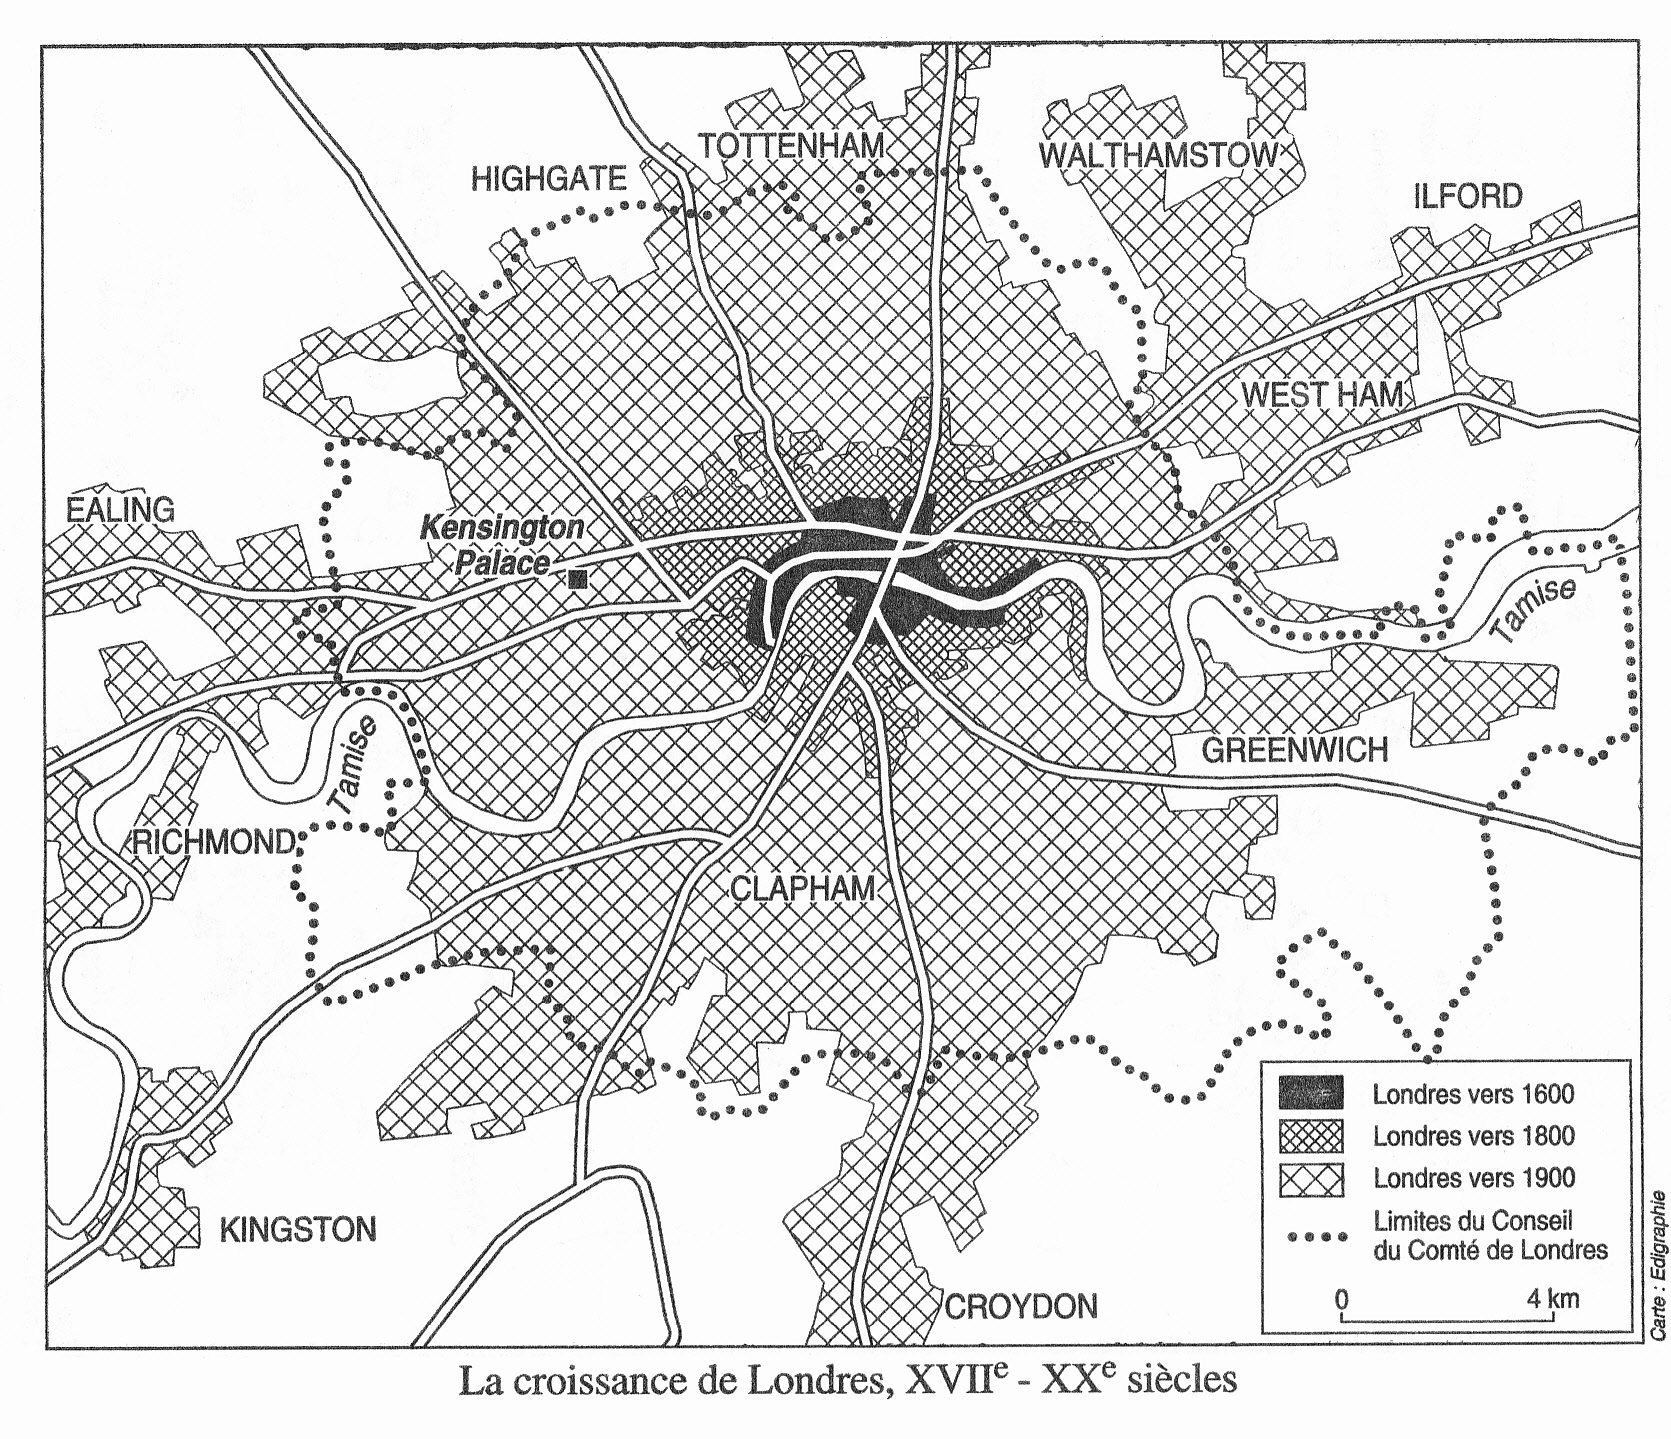 TOTTENHAM
WALTHAMSTOW
HIGHGATE
ILFORD
WEST HAM
EALING
Kensington
Palace
Tamise
Tamise
GREENWICH
RICHMOND
CLAPHAM
KINGSTON
CROYDON
Londres vers 1600
Londres vers 1800
Londres vers 1900
Limites du Conseil
du Comté de Londres
0 4 km
Carte : Edigraphie
La croissance de Londres, XVIIe - XXe siècles